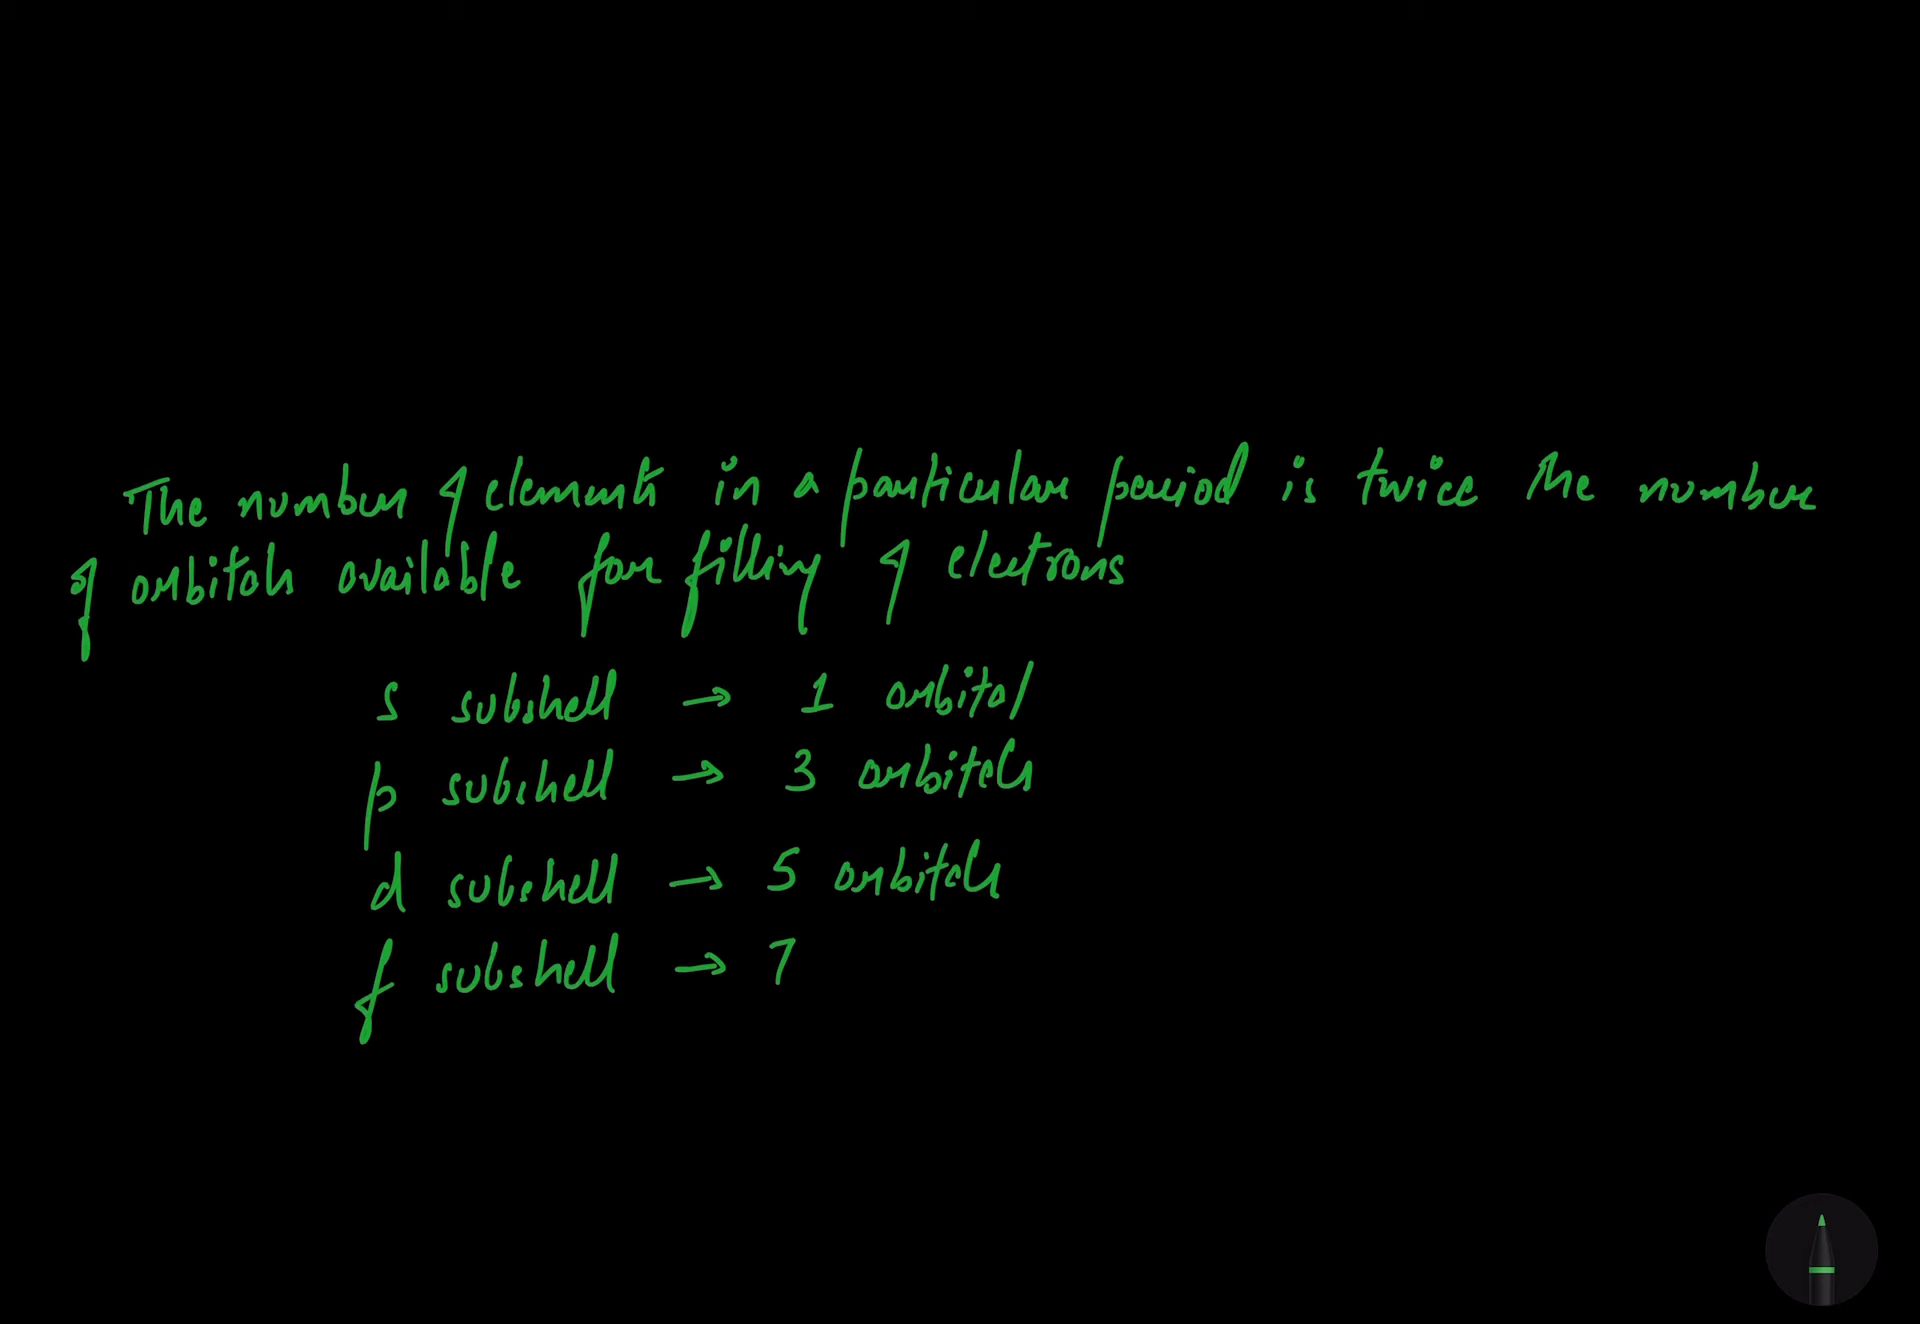 The number of elements in a particular period is twice the number
of orbitals available for filling of electrons
s subshell → 1 orbital
p subshell → 3 orbitals
d subshell → 5 orbitals
f subshell → 7